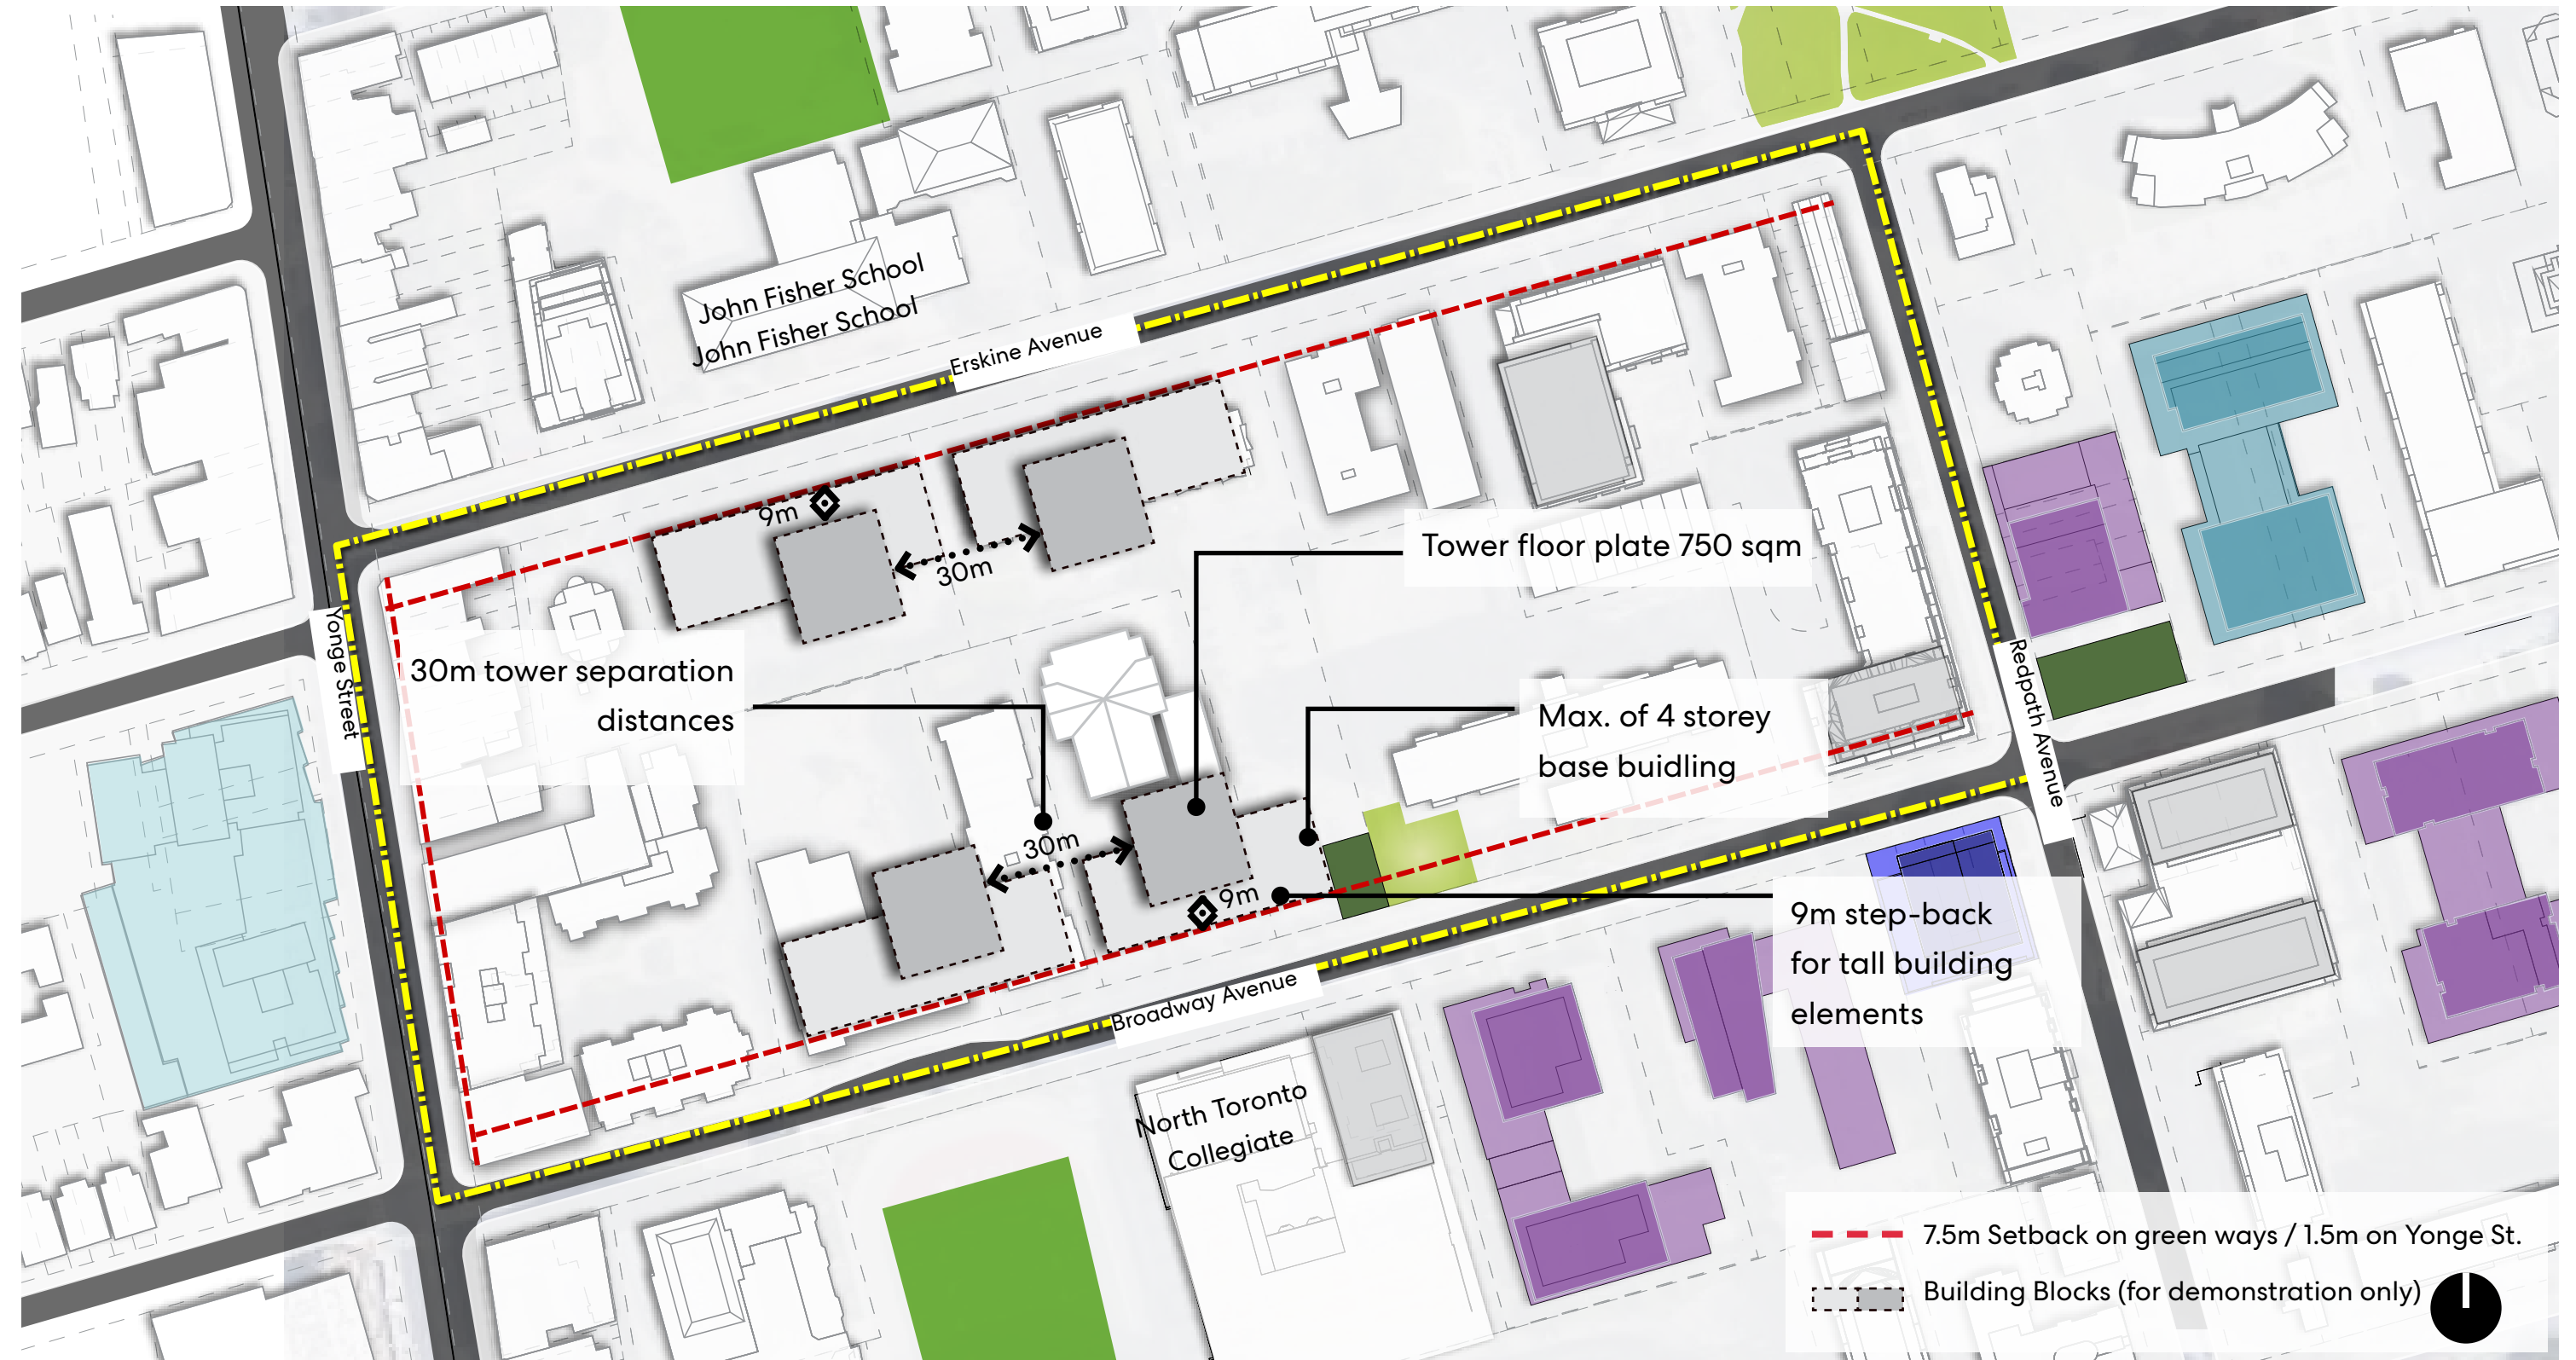 John Fisher School
John Fisher School
Erskine Avenue
9m
30m
Tower floor plate 750 sqm
Yonge Street
30m tower separation
distances
Redpath Avenue
Max. of 4 storey
base buidling
30m
9m
9m step-back
for tall building
elements
Broadway Avenue
North Toronto
Collegiate
7.5m Setback on green ways / 1.5m on Yonge St.
Building Blocks (for demonstration only)